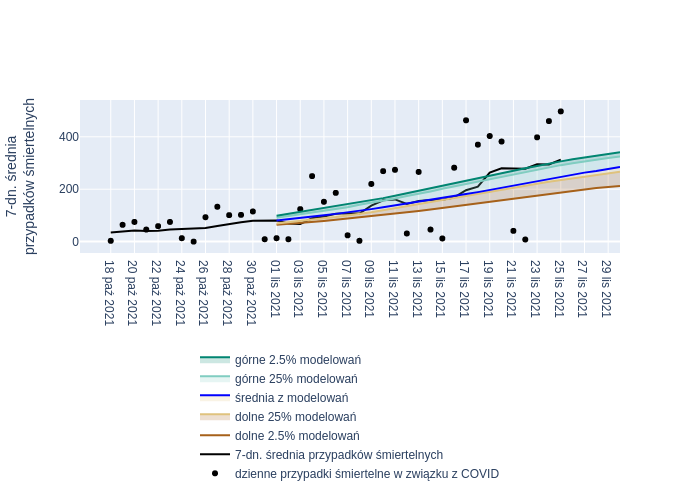 7-dn. średnia
przypadków śmiertelnych
400
200
0
18 paź 2021
20 paź 2021
22 paź 2021
24 paź 2021
26 paź 2021
28 paź 2021
30 paź 2021
01 lis 2021
03 lis 2021
05 lis 2021
07 lis 2021
09 lis 2021
11 lis 2021
13 lis 2021
15 lis 2021
17 lis 2021
19 lis 2021
21 lis 2021
23 lis 2021
25 lis 2021
27 lis 2021
29 lis 2021
górne 2.5% modelowań
górne 25% modelowań
średnia z modelowań
dolne 25% modelowań
dolne 2.5% modelowań
7-dn. średnia przypadków śmiertelnych
dzienne przypadki śmiertelne w związku z COVID